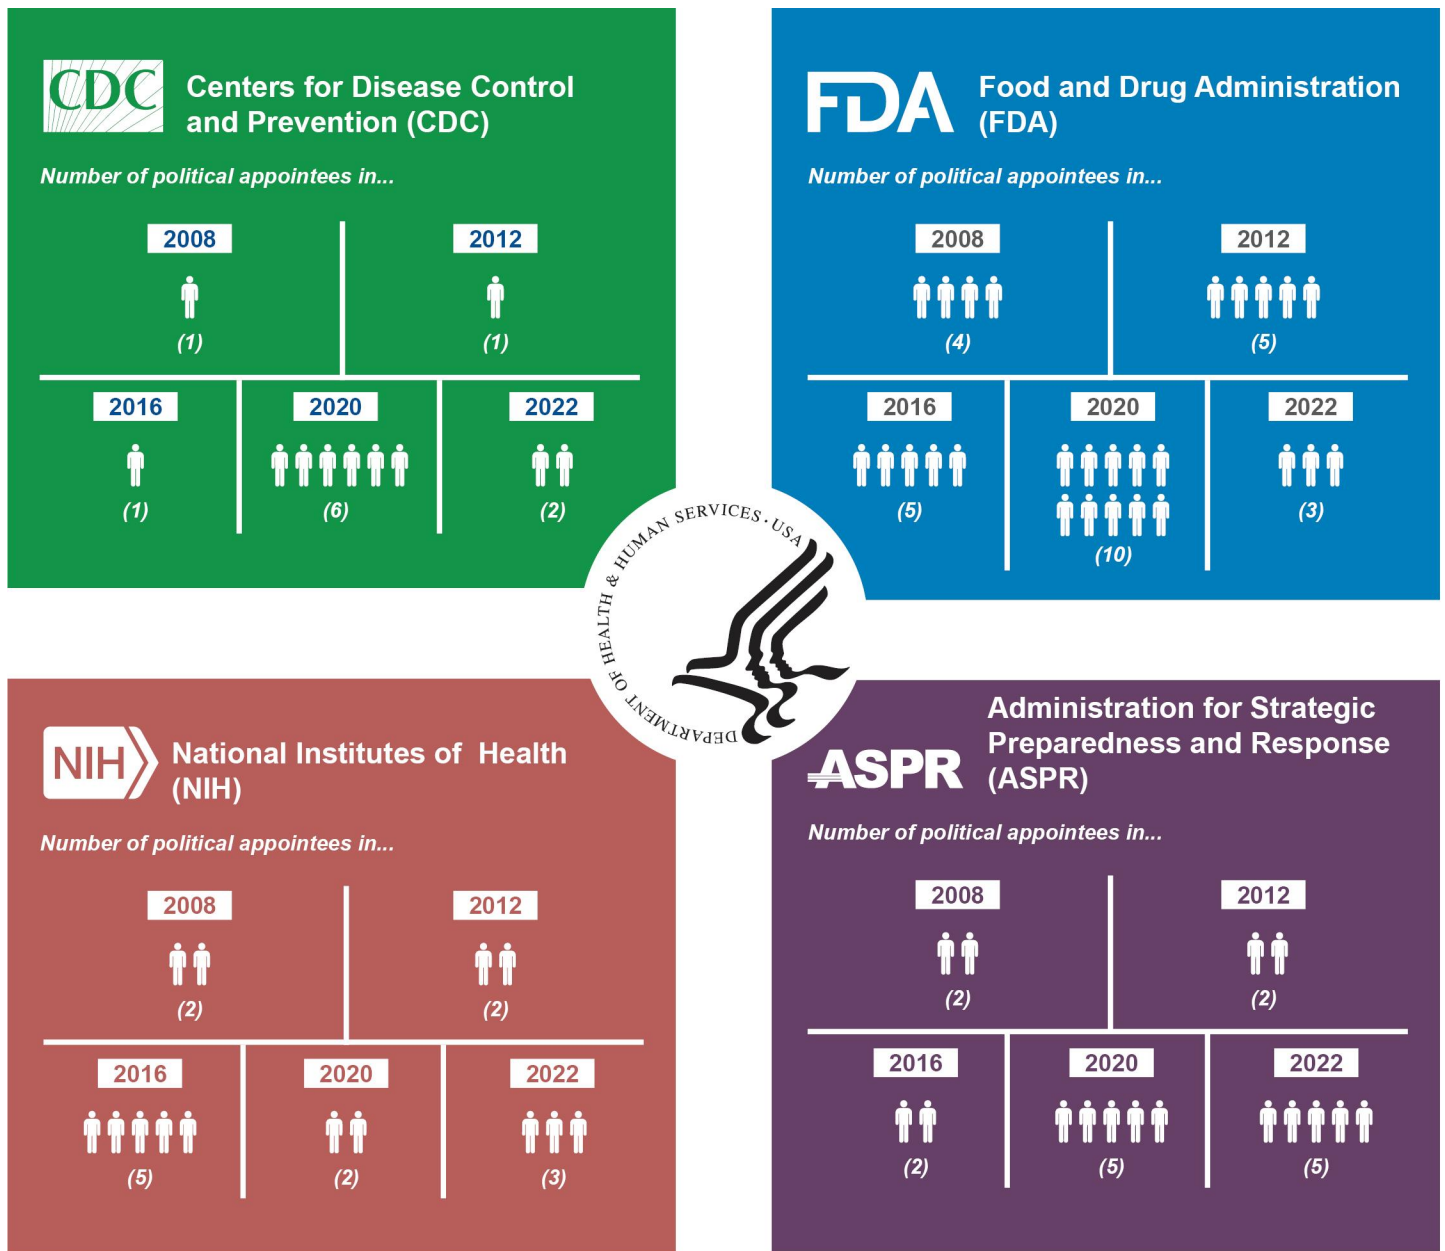 CDC
Centers for Disease Control
and Prevention (CDC)
Number of political appointees in...
2008
2012
(1)
(1)
2016
2020
2022
(1)
(6)
(2)
FDA
Food and Drug Administration
(FDA)
Number of political appointees in...
2008
2012
(4)
(5)
2016
2020
2022
(5)
(10)
(3)
DEPARTMENT OF HEALTH & HUMAN SERVICES · USA
NIH
National Institutes of Health
(NIH)
Number of political appointees in...
2008
2012
(2)
(2)
2016
2020
2022
(5)
(2)
(3)
ASPR
Administration for Strategic
Preparedness and Response
(ASPR)
Number of political appointees in...
2008
2012
(2)
(2)
2016
2020
2022
(2)
(5)
(5)